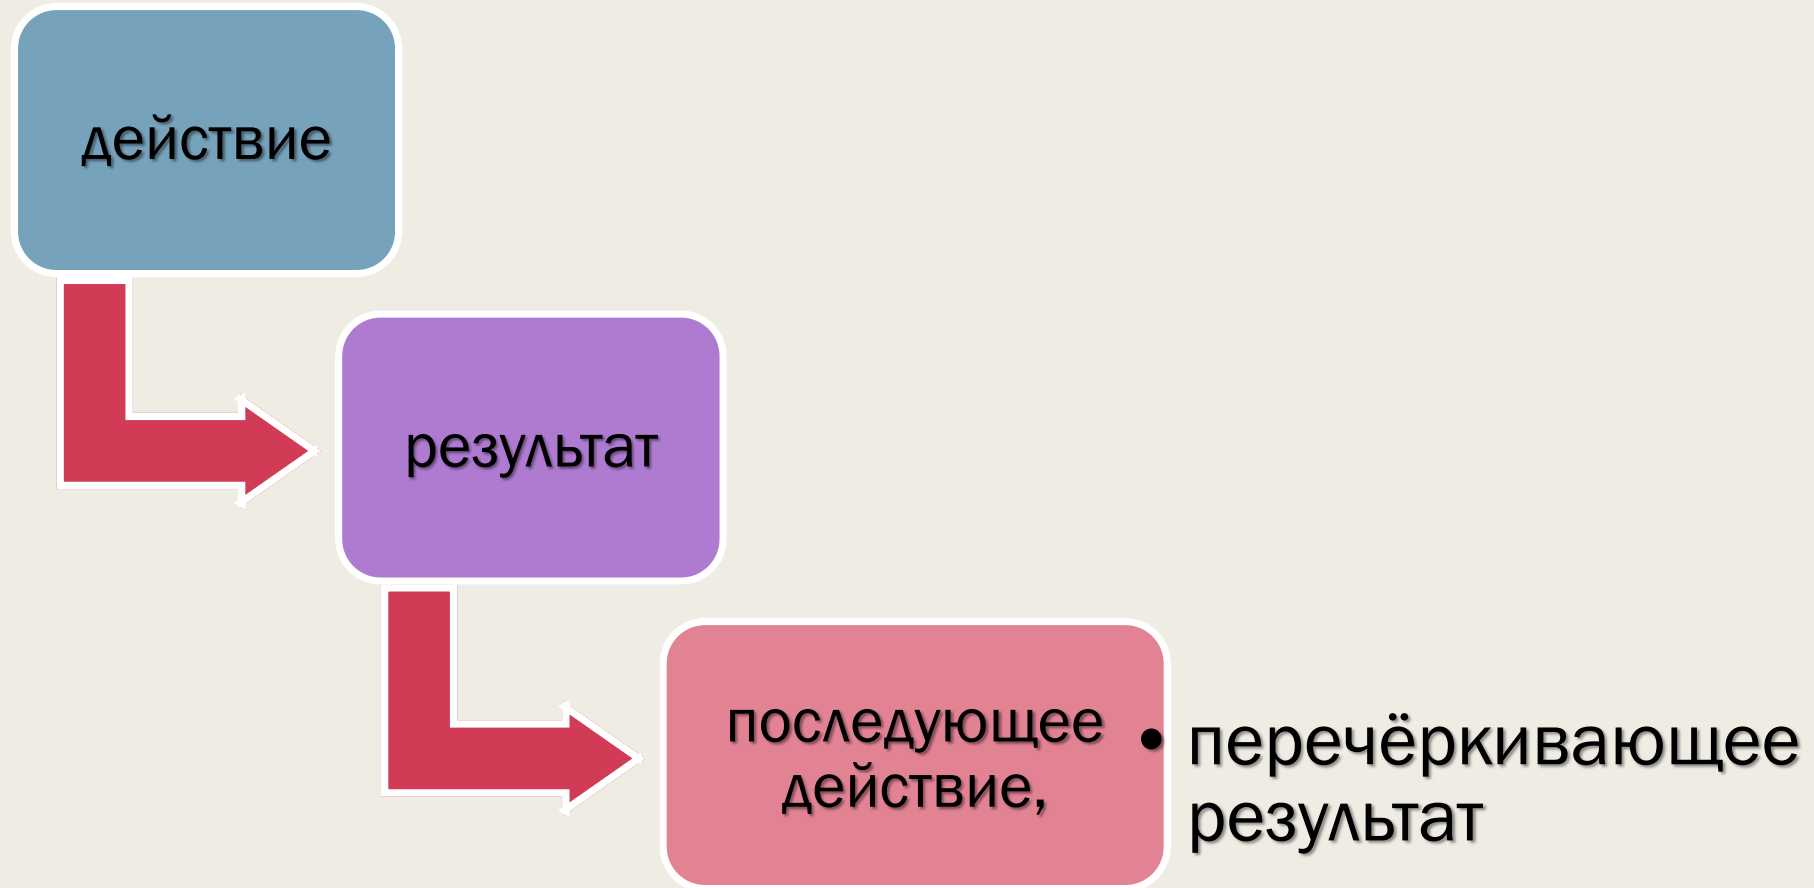 действие
результат
последующее
действие,
• перечёркивающее
результат